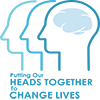 Putting Our
HEADS TOGETHER
to
CHANGE LIVES